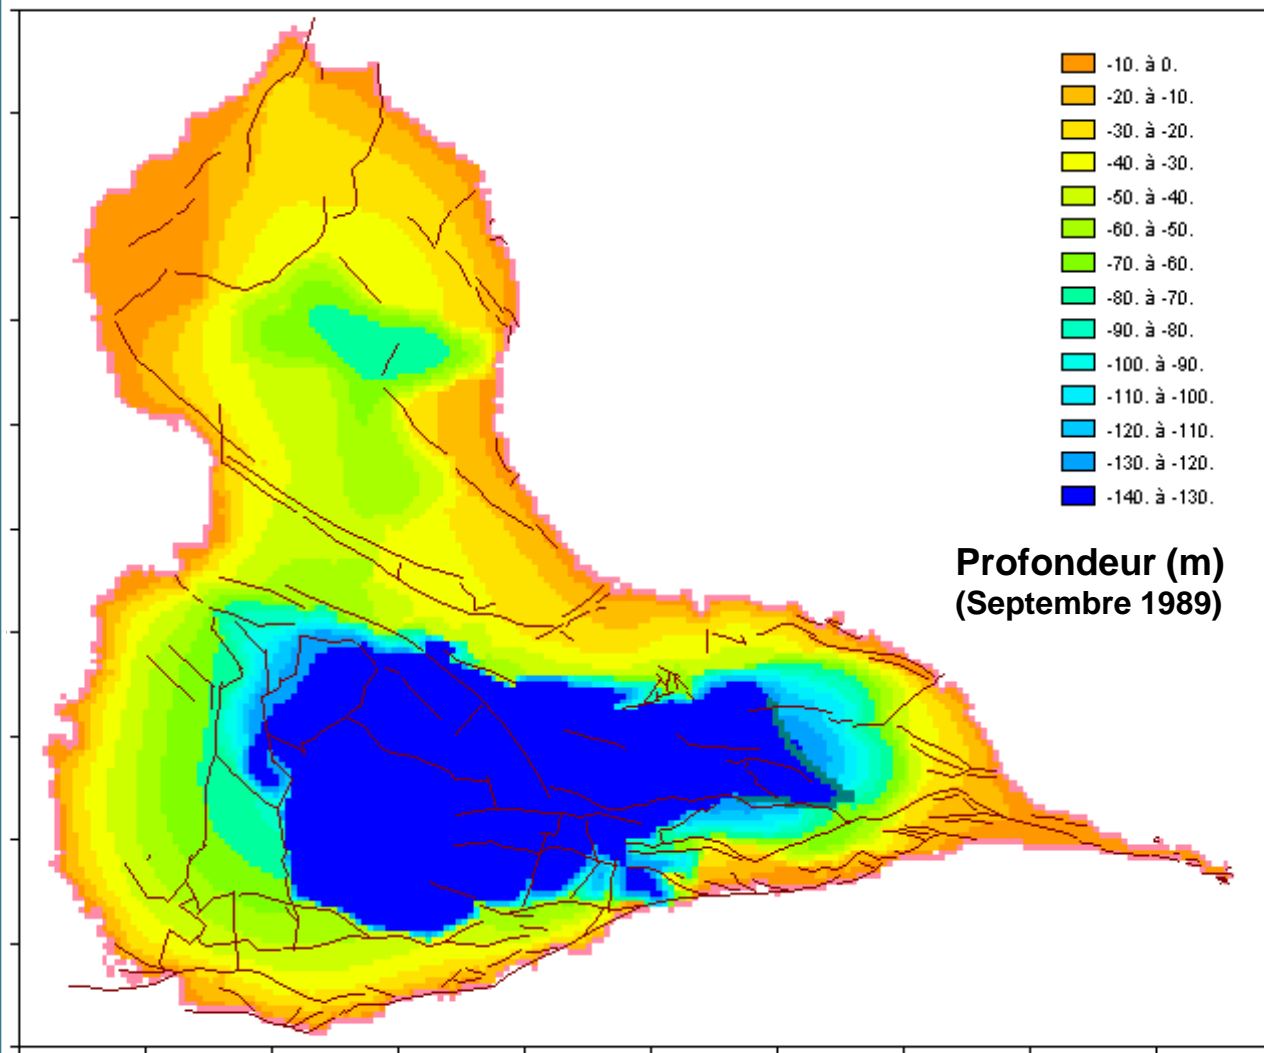 -10. à 0.
-20. à -10.
-30. à -20.
-40. à -30.
-50. à -40.
-60. à -50.
-70. à -60.
-80. à -70.
-90. à -80.
-100. à -90.
-110. à -100.
-120. à -110.
-130. à -120.
-140. à -130.
Profondeur (m)
(Septembre 1989)